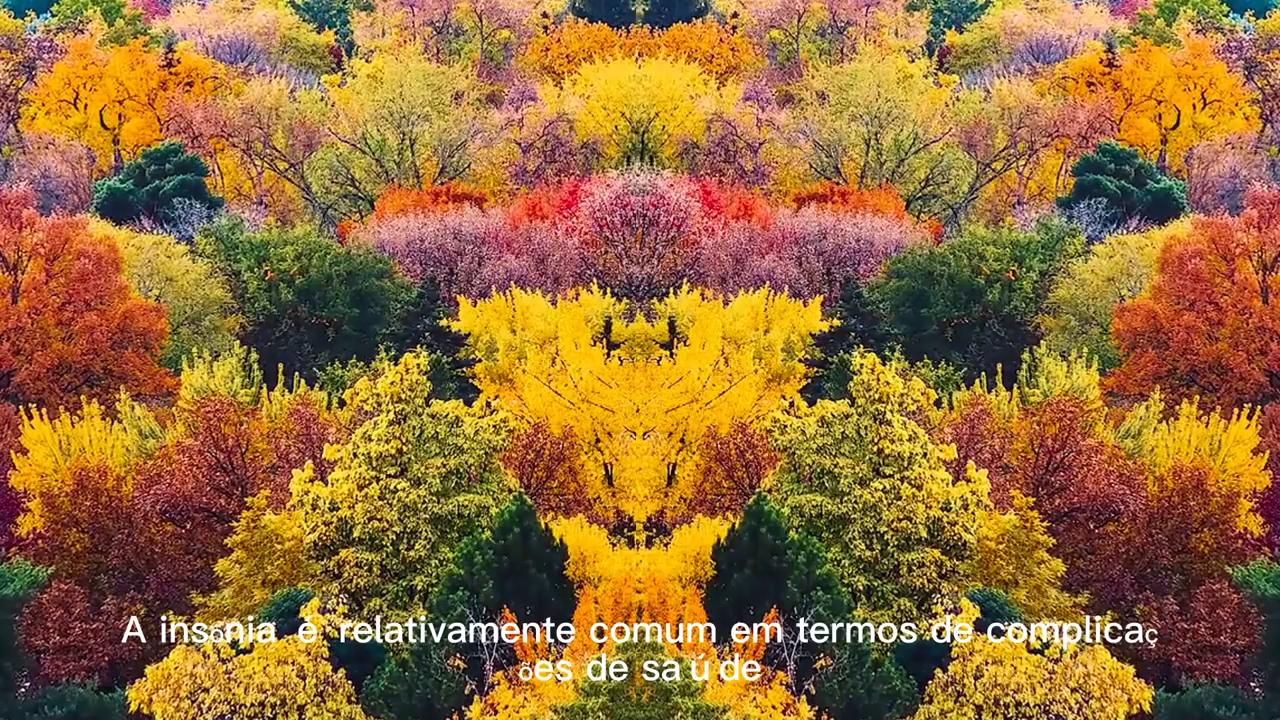 A insônia é relativamente comum em termos de complicaç
ões de saúde